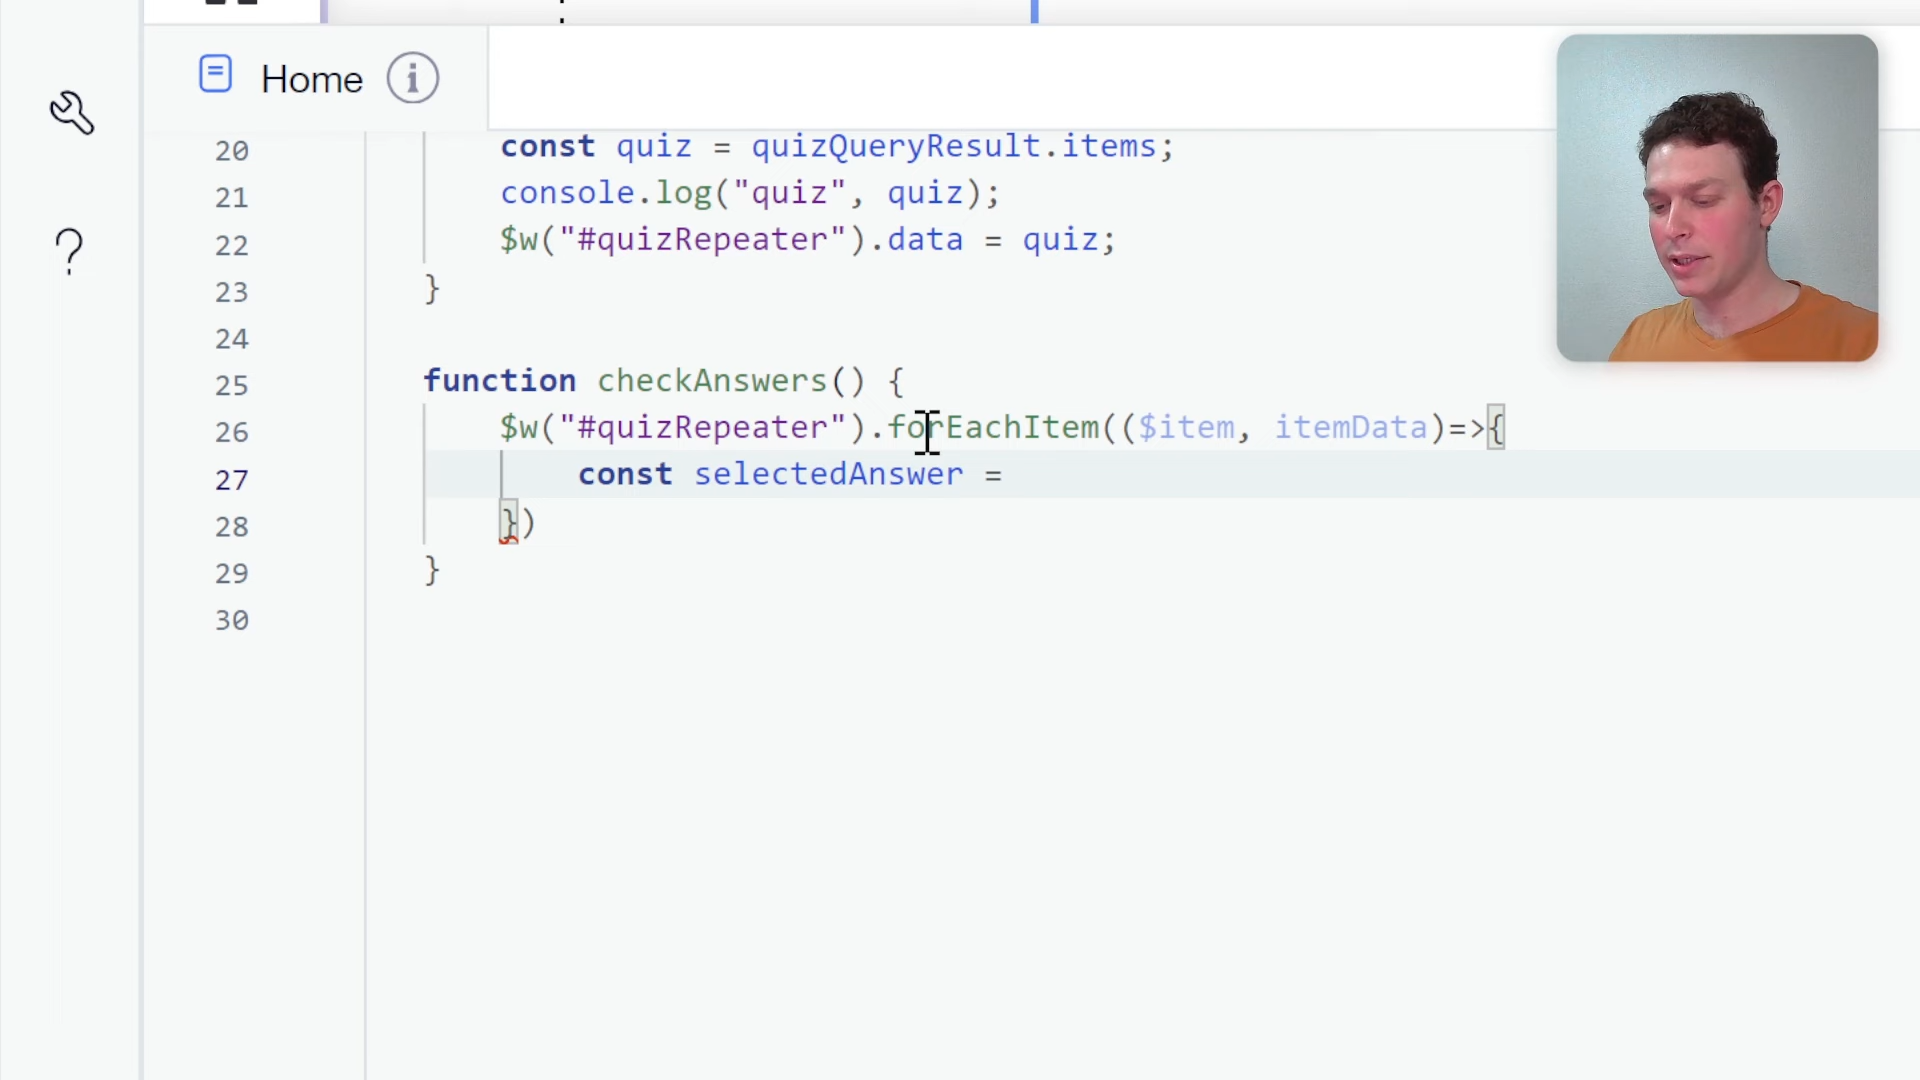 Home
20 const quiz = quizQueryResult.items;
21 console.log("quiz", quiz);
22 $w("#quizRepeater").data = quiz;
23 }
24
25 function checkAnswers() {
26 $w("#quizRepeater").forEachItem(($item, itemData)=>{
27 const selectedAnswer =
28 })
29 }
30